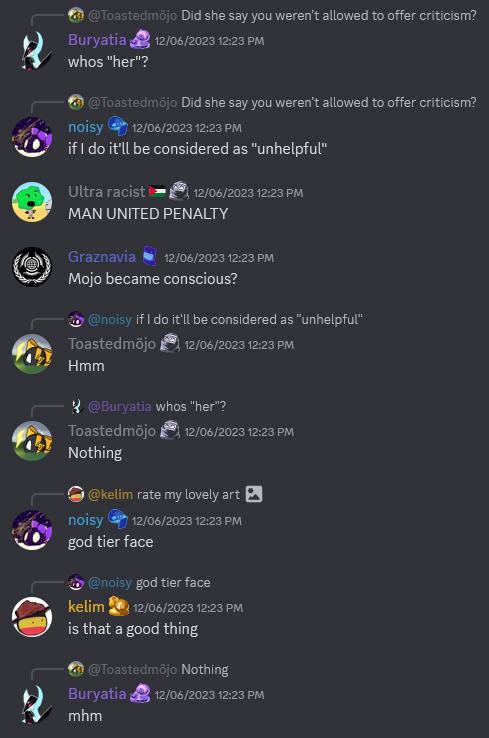 @Toastedmõjo Did she say you weren't allowed to offer criticism?
Buryatia 12/06/2023 12:23 PM
whos "her"?
@Toastedmõjo Did she say you weren't allowed to offer criticism?
noisy 12/06/2023 12:23 PM
if I do it'll be considered as "unhelpful"
Ultra racist 12/06/2023 12:23 PM
MAN UNITED PENALTY
Graznavia 12/06/2023 12:23 PM
Mojo became conscious?
@noisy if I do it'll be considered as "unhelpful"
Toastedmõjo 12/06/2023 12:23 PM
Hmm
@Buryatia whos "her"?
Toastedmõjo 12/06/2023 12:23 PM
Nothing
@kelim rate my lovely art
noisy 12/06/2023 12:23 PM
god tier face
@noisy god tier face
kelim 12/06/2023 12:23 PM
is that a good thing
@Toastedmõjo Nothing
Buryatia 12/06/2023 12:23 PM
mhm